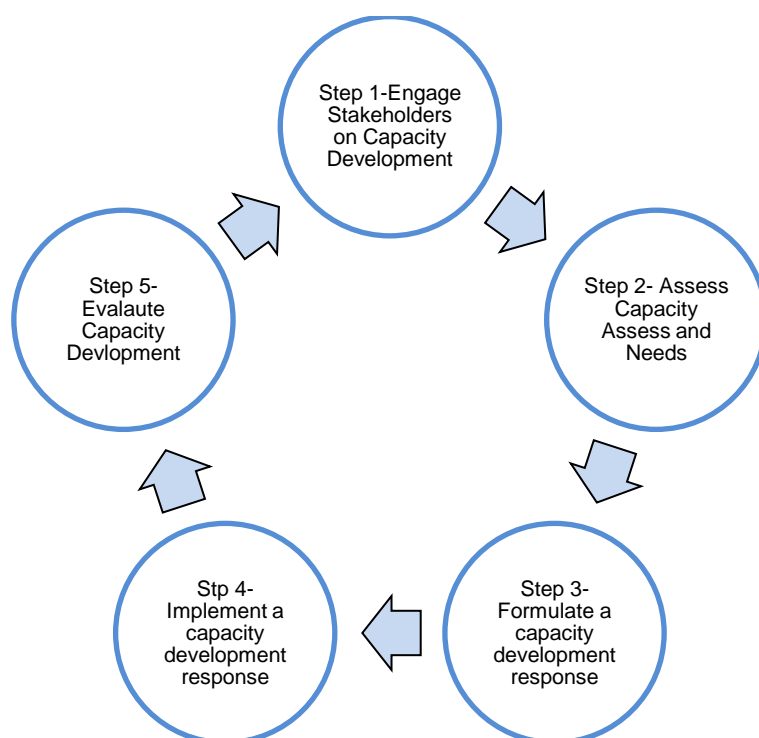 Step 1-Engage
Stakeholders
on Capacity
Development
Step 2- Assess
Capacity
Assess and
Needs
Step 3-
Formulate a
capacity
development
response
Stp 4-
Implement a
capacity
development
response
Step 5-
Evalaute
Capacity
Devlopment